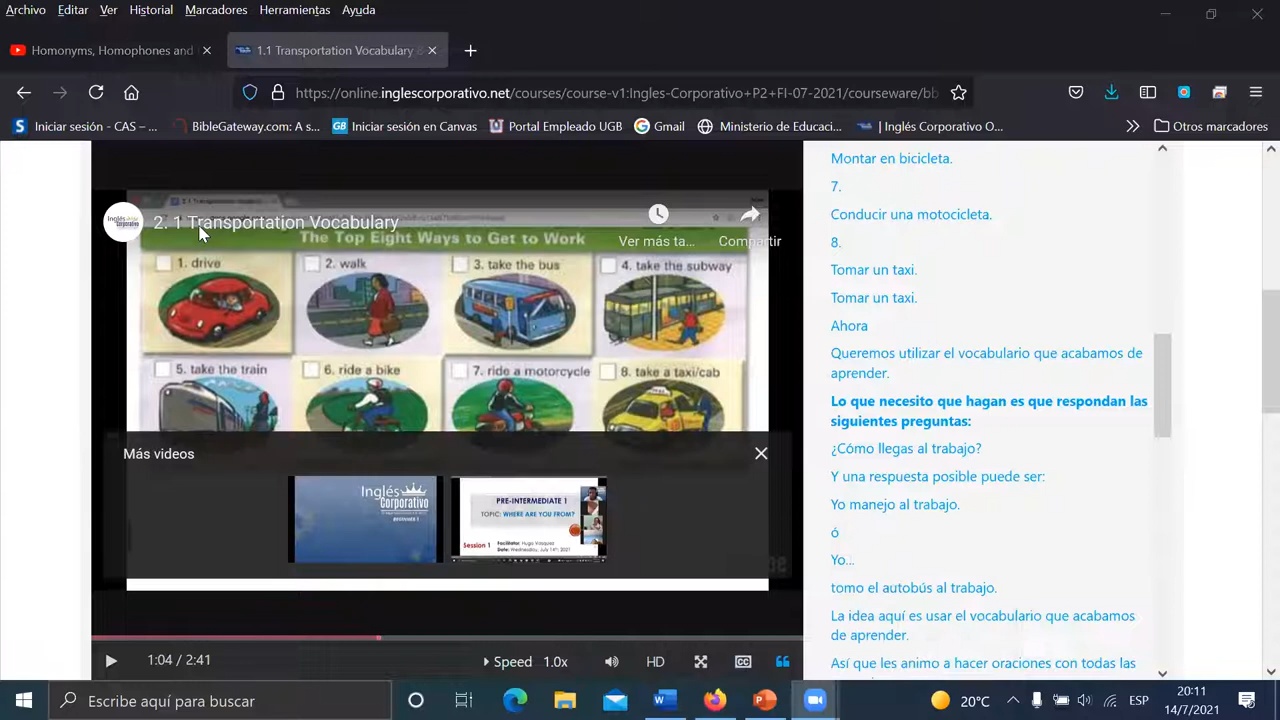 Archivo Editar Ver Historial Marcadores Herramientas Ayuda
Homonyms, Homophones and
1.1 Transportation Vocabulary
https://online.inglescorporativo.net/courses/course-v1:Ingles-Corporativo+P2+FI-07-2021/courseware/bb
Iniciar sesión - CAS – ...
BibleGateway.com: A s...
Iniciar sesión en Canvas
Portal Empleado UGB
Gmail
Ministerio de Educaci...
| Inglés Corporativo O...
Otros marcadores
2. 1 Transportation Vocabulary
Ver más ta...
Compartir
The Top Eight Ways to Get to Work
1. drive
2. walk
3. take the bus
4. take the subway
5. take the train
6. ride a bike
7. ride a motorcycle
8. take a taxi/cab
Más videos
Inglés
Corporativo
PRE-INTERMEDIATE 1
TOPIC: WHERE ARE YOU FROM?
Session 1
Facilitator: Hugo Vásquez
Date: Wednesday, July 14th, 2021
1:04 / 2:41
Speed 1.0x
HD
Montar en bicicleta.
7.
Conducir una motocicleta.
8.
Tomar un taxi.
Tomar un taxi.
Ahora
Queremos utilizar el vocabulario que acabamos de
aprender.
Lo que necesito que hagan es que respondan las
siguientes preguntas:
¿Cómo llegas al trabajo?
Y una respuesta posible puede ser:
Yo manejo al trabajo.
ó
Yo...
tomo el autobús al trabajo.
La idea aquí es usar el vocabulario que acabamos
de aprender.
Así que les animo a hacer oraciones con todas las
Escribe aquí para buscar
20°C
ESP
20:11
14/7/2021